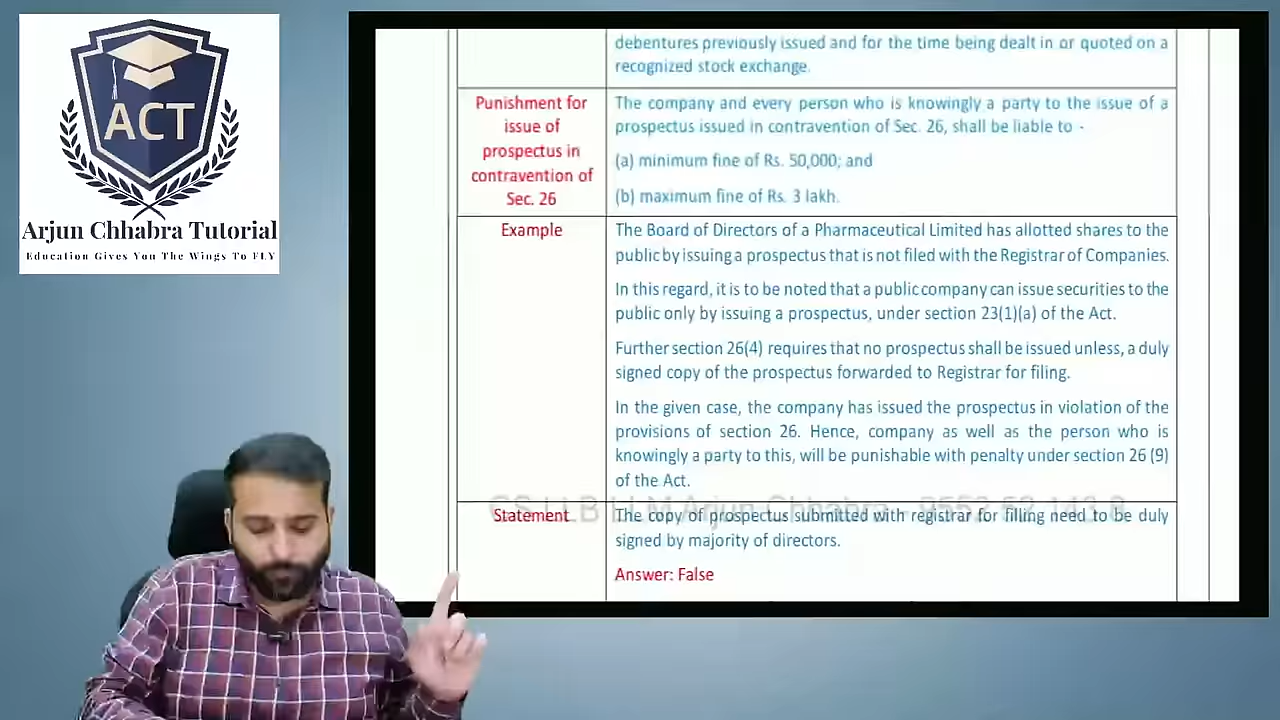 ACT
Arjun Chhabra Tutorial
Education Gives You The Wings To FLY
debentures previously issued and for the time being dealt in or quoted on a
recognized stock exchange.
Punishment for
issue of
prospectus in
contravention of
Sec. 26
The company and every person who is knowingly a party to the issue of a
prospectus issued in contravention of Sec. 26, shall be liable to -
(a) minimum fine of Rs. 50,000; and
(b) maximum fine of Rs. 3 lakh.
Example
The Board of Directors of a Pharmaceutical Limited has allotted shares to the
public by issuing a prospectus that is not filed with the Registrar of Companies.
In this regard, it is to be noted that a public company can issue securities to the
public only by issuing a prospectus, under section 23(1)(a) of the Act.
Further section 26(4) requires that no prospectus shall be issued unless, a duly
signed copy of the prospectus forwarded to Registrar for filing.
In the given case, the company has issued the prospectus in violation of the
provisions of section 26. Hence, company as well as the person who is
knowingly a party to this, will be punishable with penalty under section 26 (9)
of the Act.
CS LLB LLM Arjun Chhabra -
Statement
The copy of prospectus submitted with registrar for filling need to be duly
signed by majority of directors.
Answer: False